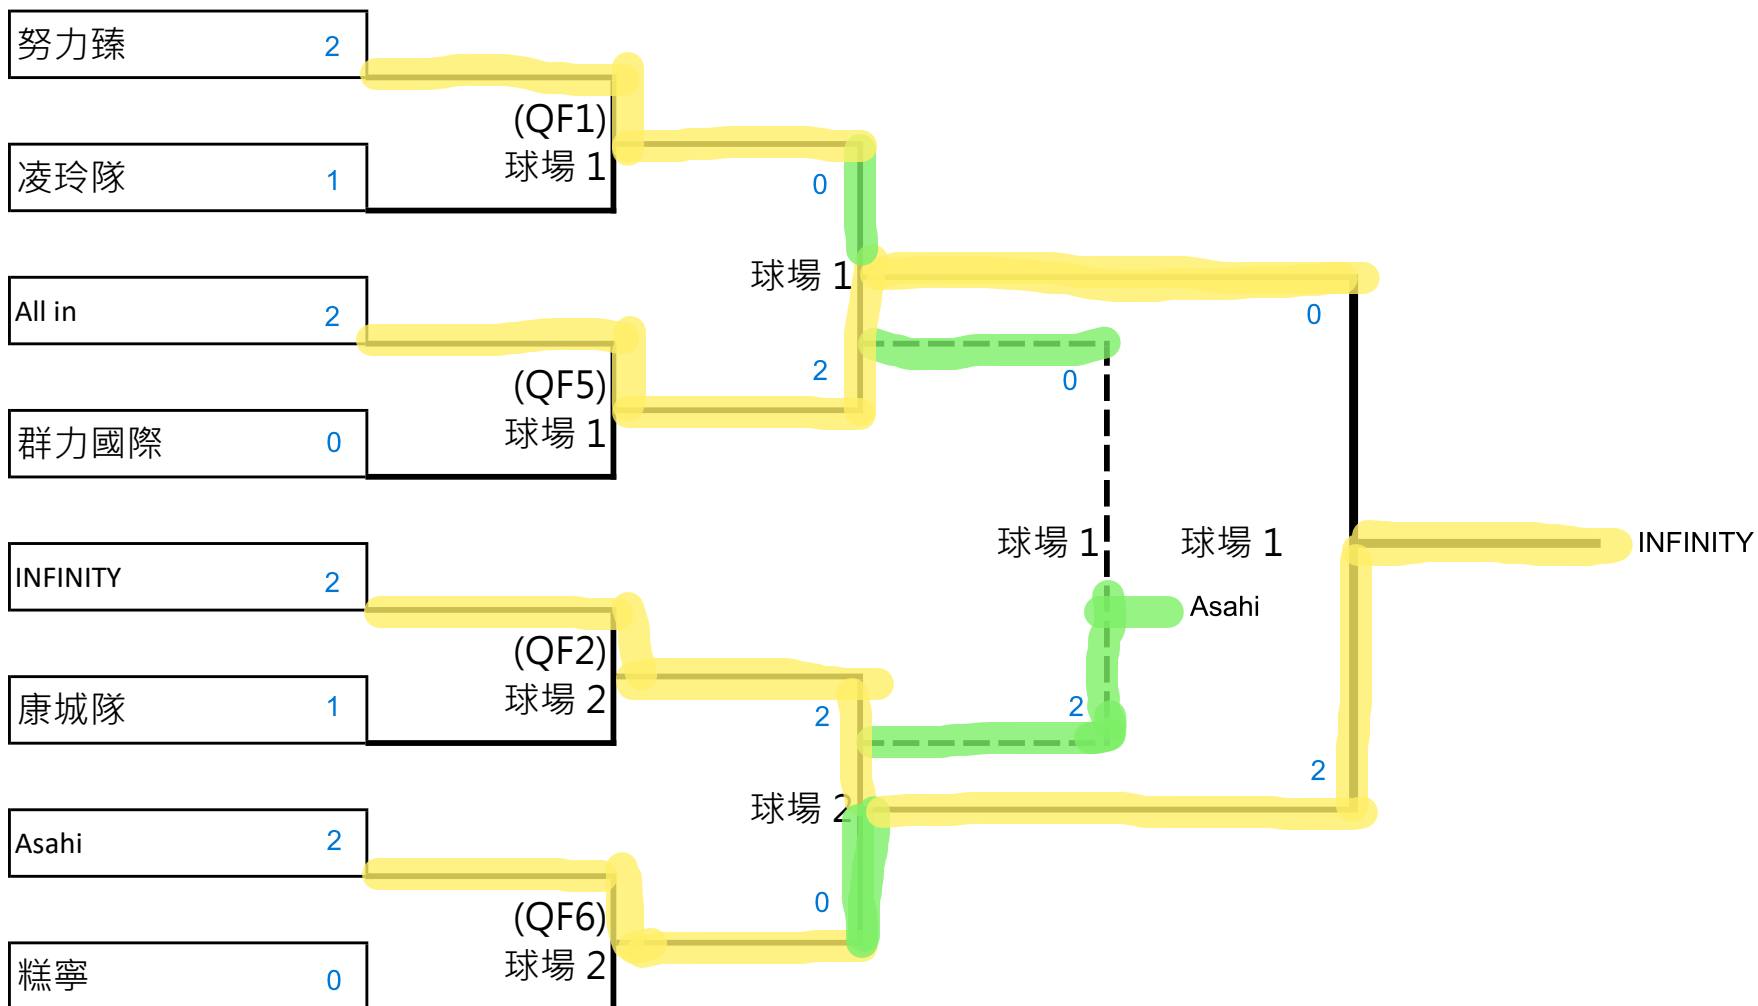 努力臻 2
(QF1)
球場 1
凌玲隊 1
0
球場 1
All in 2
0
2
0
(QF5)
球場 1
群力國際 0
球場 1
球場 1
INFINITY
INFINITY 2
Asahi
(QF2)
球場 2
康城隊 1
2
2
2
球場 2
Asahi 2
0
(QF6)
球場 2
糕寧 0